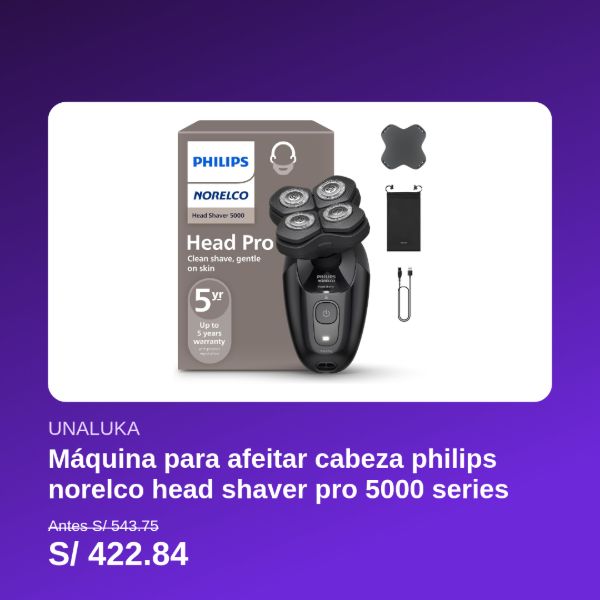 PHILIPS
NORELCO
Head Shaver 5000
Head Pro
Clean shave, gentle
on skin
5yr
Up to
5 years
warranty
PHILIPS
NORELCO
UNALUKA
Máquina para afeitar cabeza philips
norelco head shaver pro 5000 series
Antes S/ 543.75
S/ 422.84